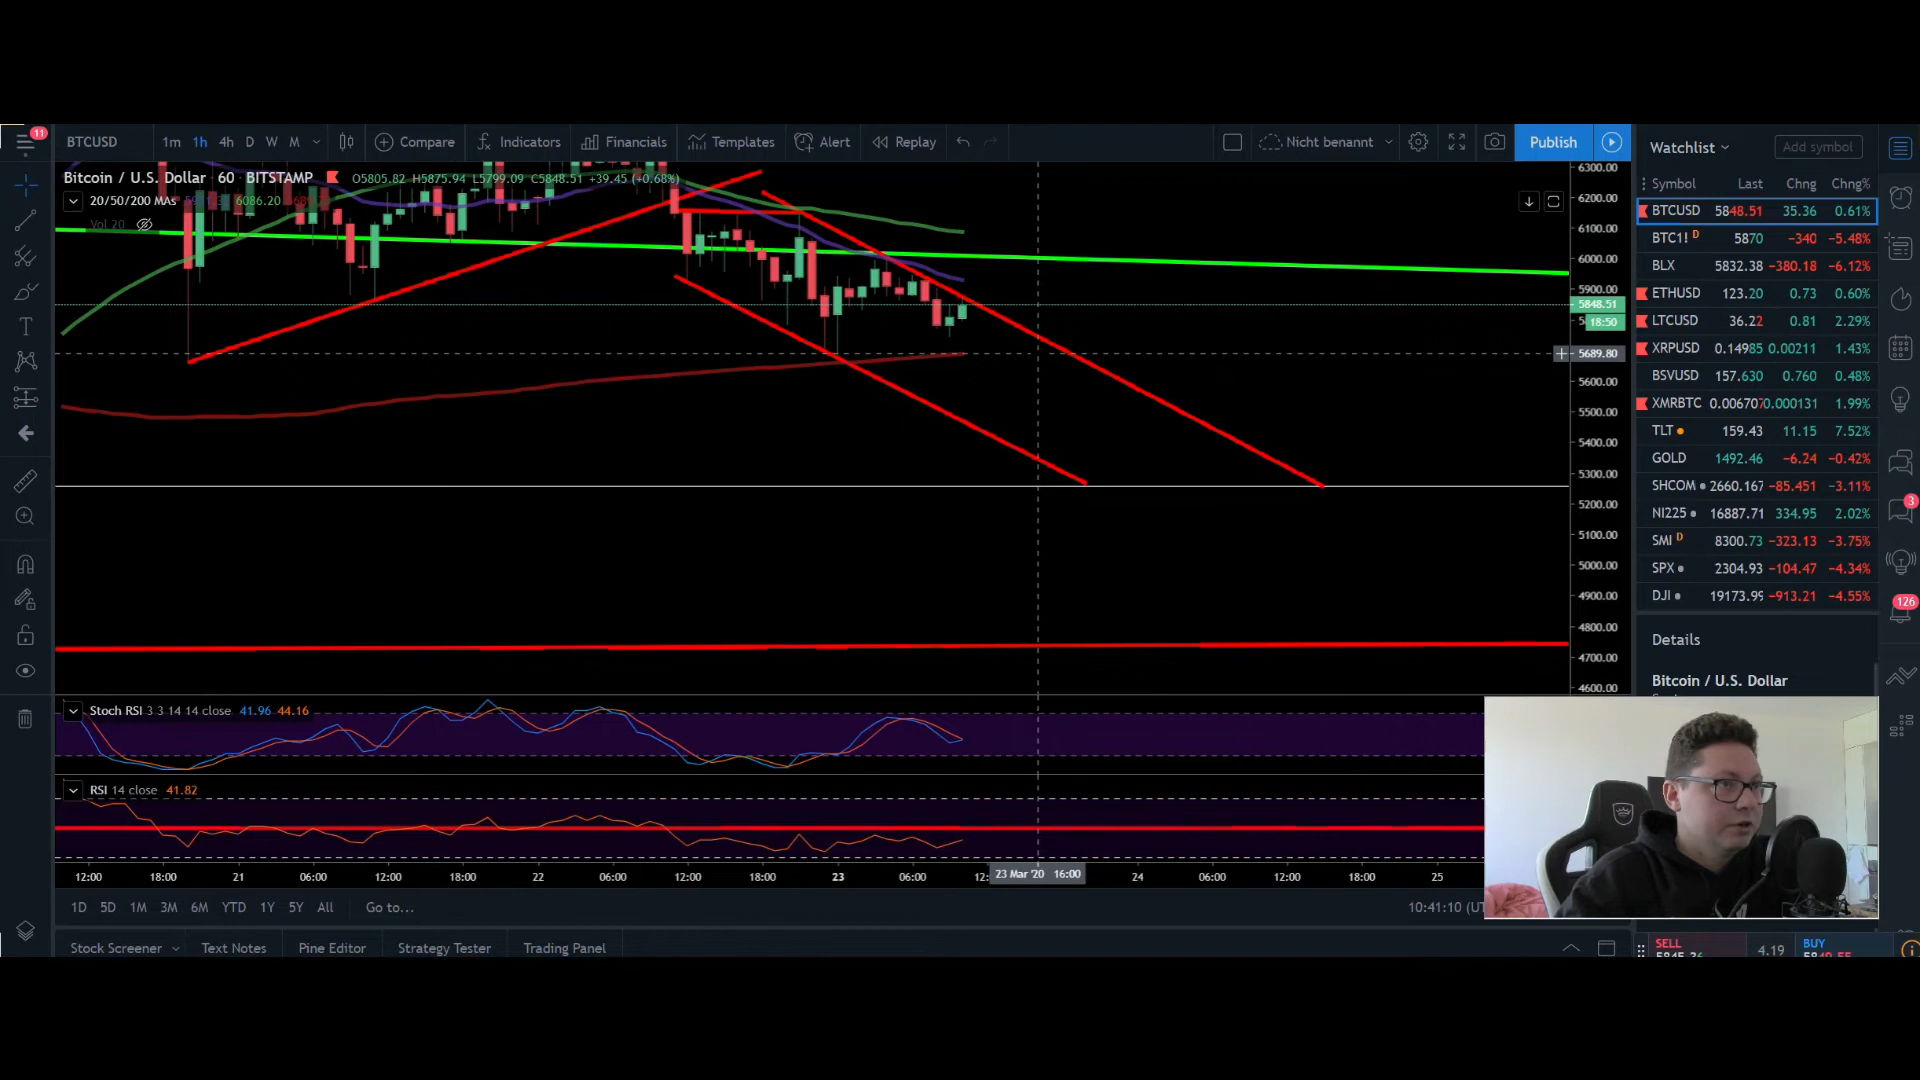 11
BTCUSD 1m 1h 4h D W M Compare Indicators Financials Templates Alert Replay Nicht benannt Publish
Watchlist Add symbol
Bitcoin / U.S. Dollar · 60 · BITSTAMP O5805.82 H5875.94 L5799.09 C5848.51 +39.45 (+0.68%)
20/50/200 MAs 6086.20
Vol 20
6300.00
6200.00
6100.00
6000.00
5900.00
5848.51
18:50
5689.80
5600.00
5500.00
5400.00
5300.00
5200.00
5100.00
5000.00
4900.00
4800.00
4700.00
4600.00
Symbol Last Chng Chng%
BTCUSD 5848.51 35.36 0.61%
BTC1! D 5870 −340 −5.48%
BLX 5832.38 −380.18 −6.12%
ETHUSD 123.20 0.73 0.60%
LTCUSD 36.22 0.81 2.29%
XRPUSD 0.14985 0.00211 1.43%
BSVUSD 157.630 0.760 0.48%
XMRBTC 0.006707 0.000131 1.99%
TLT 159.43 11.15 7.52%
GOLD 1492.46 −6.24 −0.42%
SHCOM 2660.167 −85.451 −3.11%
NI225 16887.71 334.95 2.02%
SMI D 8300.73 −323.13 −3.75%
SPX 2304.93 −104.47 −4.34%
DJI 19173.99 −913.21 −4.55%
3
126
Details
Bitcoin / U.S. Dollar
Stoch RSI 3 3 14 14 close 41.96 44.16
RSI 14 close 41.82
12:00 18:00 21 06:00 12:00 18:00 22 06:00 12:00 18:00 23 06:00 12: 23 Mar '20 16:00 24 06:00 12:00 18:00 25
1D 5D 1M 3M 6M YTD 1Y 5Y All Go to... 10:41:10 (UT
Stock Screener Text Notes Pine Editor Strategy Tester Trading Panel
SELL 4.19 BUY